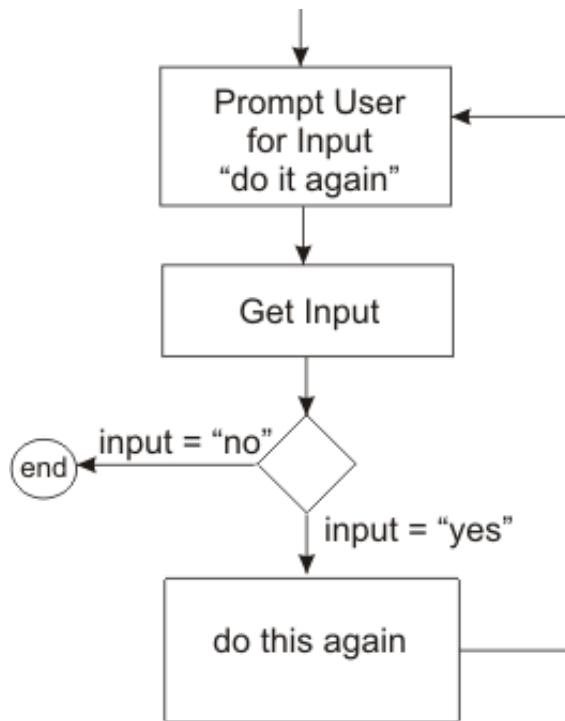 Prompt User
for Input
“do it again”
Get Input
input = “no”
end
input = “yes”
do this again